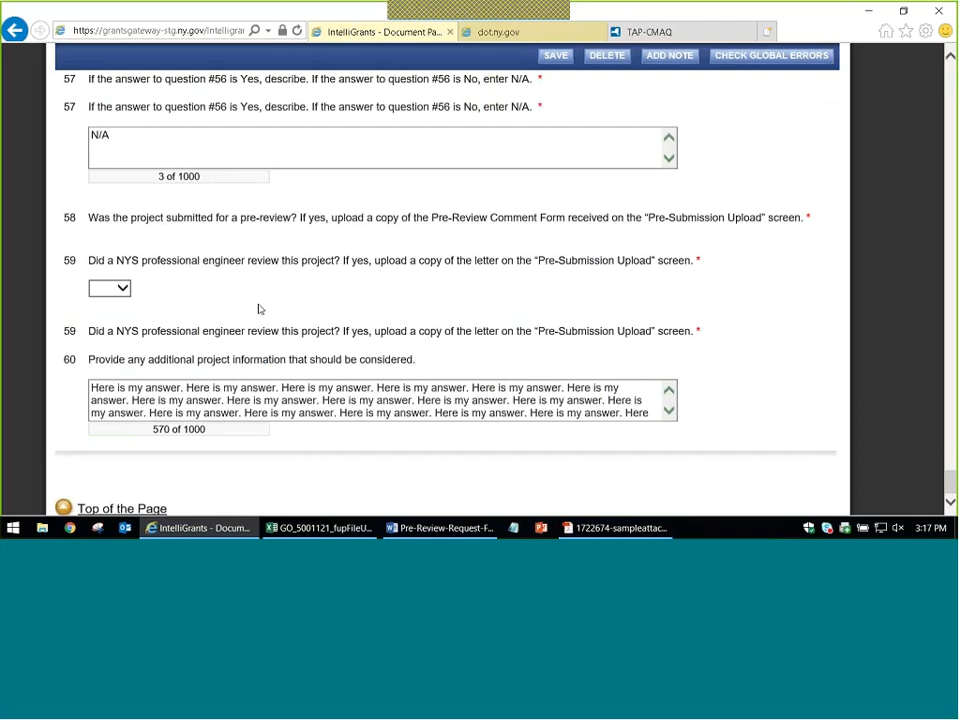 https://grantsgateway-stg.ny.gov/Intelligrar
IntelliGrants - Document Pa...
dot.ny.gov
TAP-CMAQ
SAVE
DELETE
ADD NOTE
CHECK GLOBAL ERRORS
57 If the answer to question #56 is Yes, describe. If the answer to question #56 is No, enter N/A. *
57 If the answer to question #56 is Yes, describe. If the answer to question #56 is No, enter N/A. *
N/A
3 of 1000
58 Was the project submitted for a pre-review? If yes, upload a copy of the Pre-Review Comment Form received on the “Pre-Submission Upload” screen. *
59 Did a NYS professional engineer review this project? If yes, upload a copy of the letter on the “Pre-Submission Upload” screen. *
59 Did a NYS professional engineer review this project? If yes, upload a copy of the letter on the “Pre-Submission Upload” screen. *
60 Provide any additional project information that should be considered.
Here is my answer. Here is my answer. Here is my answer. Here is my answer. Here is my answer. Here is my
answer. Here is my answer. Here is my answer. Here is my answer. Here is my answer. Here is my answer. Here is
my answer. Here is my answer. Here is my answer. Here is my answer. Here is my answer. Here is my answer. Here
570 of 1000
Top of the Page
IntelliGrants - Docum...
GO_5001121_fupFileU...
Pre-Review-Request-F...
1722674-sampleattac...
3:17 PM